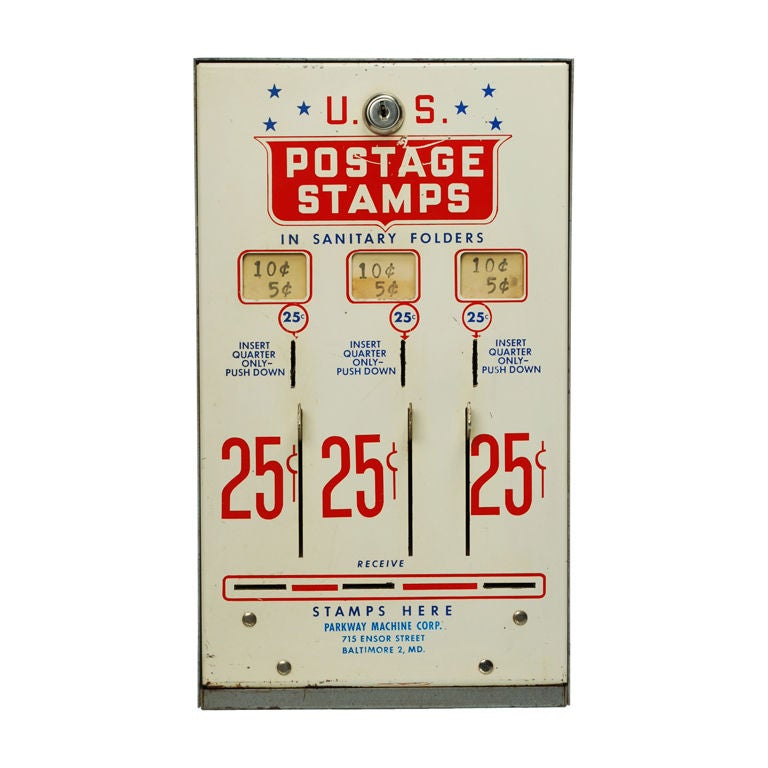 U. S.
POSTAGE
STAMPS
IN SANITARY FOLDERS
10¢ 10¢ 10¢
5¢ 5¢ 5¢
25¢ 25¢ 25¢
INSERT
QUARTER
ONLY–
PUSH DOWN
INSERT
QUARTER
ONLY–
PUSH DOWN
INSERT
QUARTER
ONLY–
PUSH DOWN
25¢ 25¢ 25¢
RECEIVE
STAMPS HERE
PARKWAY MACHINE CORP.
715 ENSOR STREET
BALTIMORE 2, MD.